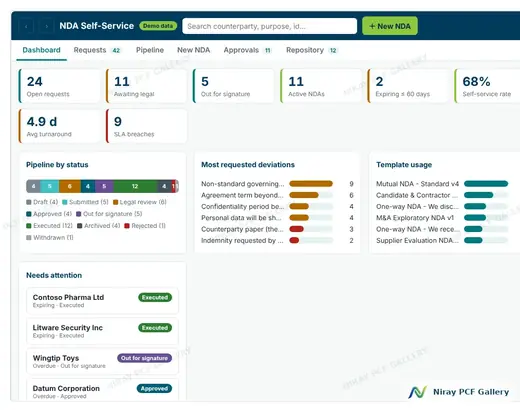 NDA Self-Service
Demo data
Search counterparty, purpose, id...
+ New NDA
Dashboard
Requests 42
Pipeline
New NDA
Approvals 11
Repository 12
24
Open requests
11
Awaiting legal
5
Out for signature
11
Active NDAs
2
Expiring ≤ 60 days
68%
Self-service rate
4.9 d
Avg turnaround
9
SLA breaches
Pipeline by status
4 5 6 4 5 12 4 1
Draft (4) Submitted (5) Legal review (6)
Approved (4) Out for signature (5)
Executed (12) Archived (4) Rejected (1)
Withdrawn (1)
Most requested deviations
Non-standard governing... 9
Agreement term beyond... 6
Confidentiality period be... 4
Personal data will be sh... 4
Counterparty paper (the... 3
Indemnity requested by ... 2
Template usage
Mutual NDA - Standard v4
Candidate & Contractor ...
One-way NDA - We disc...
M&A Exploratory NDA v1
One-way NDA - We rece...
Supplier Evaluation NDA...
Needs attention
Contoso Pharma Ltd
Executed
Expiring · Executed
Litware Security Inc
Executed
Expiring · Executed
Wingtip Toys
Out for signature
Overdue · Out for signature
Datum Corporation
Approved
Overdue · Approved
Niray PCF Gallery